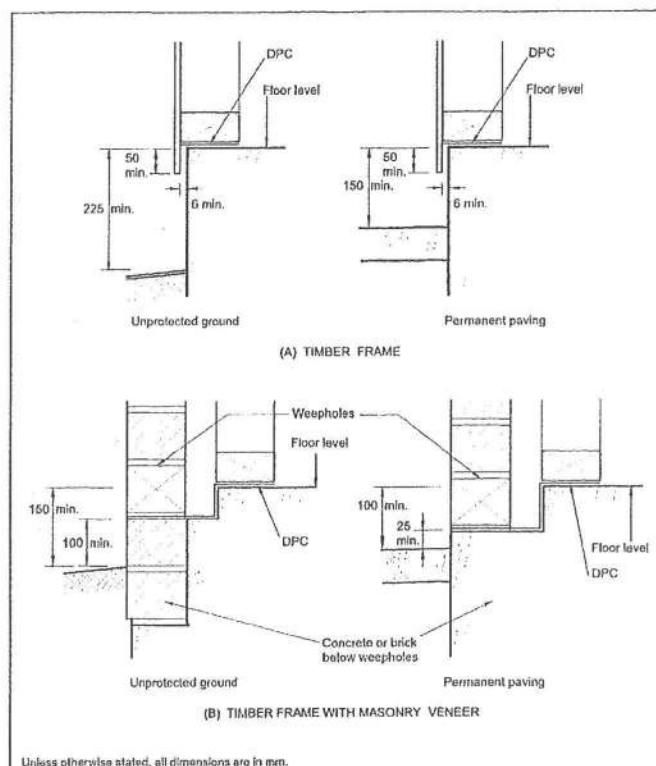 DPC
Floor level
50
min.
225 min.
6 min.
Unprotected ground
DPC
Floor level
50
min.
150
min.
6 min.
Permanent paving
(A) TIMBER FRAME
Weepholes
Floor level
150
min.
100 min.
DPC
Unprotected ground
100
min.
25
min.
Floor level
DPC
Concrete or brick
below weepholes
Permanent paving
(B) TIMBER FRAME WITH MASONRY VENEER
Unless otherwise stated, all dimensions are in mm.